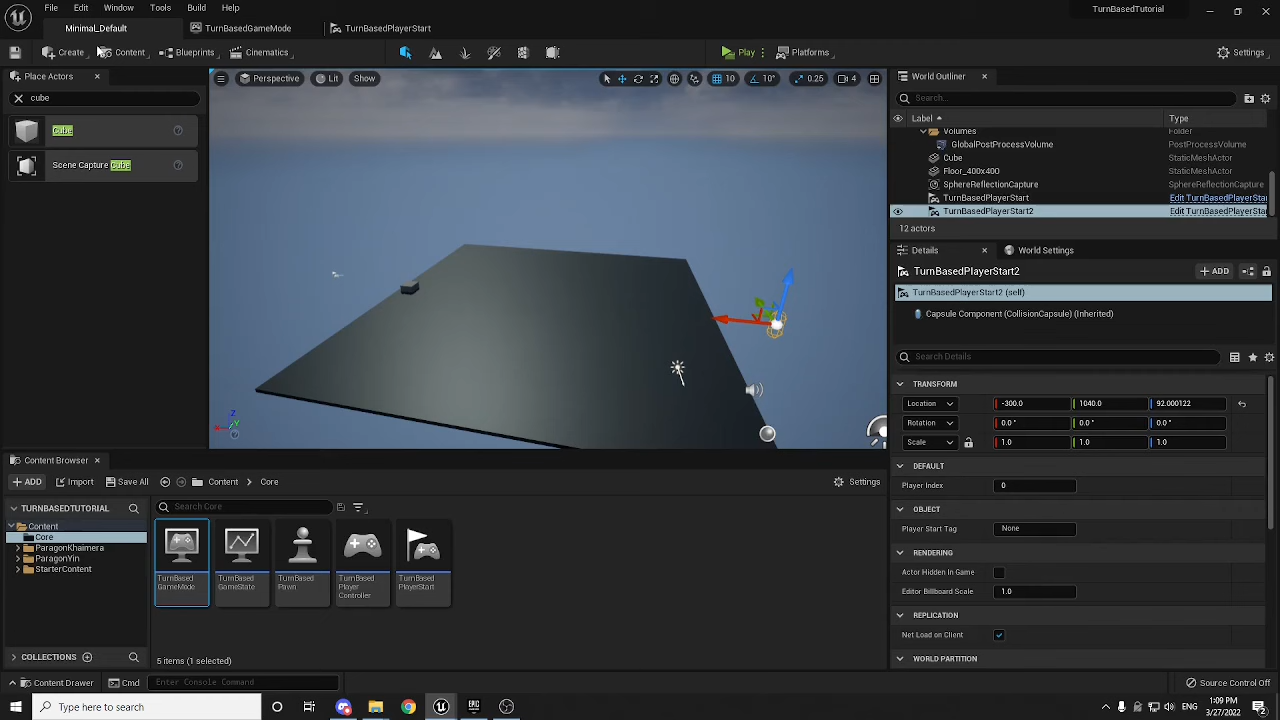 File Edit Window Tools Build Help
TurnBasedTutorial
Minimal_Default TurnBasedGameMode TurnBasedPlayerStart
Create Content Blueprints Cinematics Play Platforms Settings
Place Actors
cube
Cube
Scene Capture Cube
Perspective Lit Show 10 10° 0.25 4
World Outliner
Search...
Label Type
Volumes Folder
GlobalPostProcessVolume PostProcessVolume
Cube StaticMeshActor
Floor_400x400 StaticMeshActor
SphereReflectionCapture SphereReflectionCapture
TurnBasedPlayerStart Edit TurnBasedPlayerStar
TurnBasedPlayerStart2 Edit TurnBasedPlayerStar
12 actors
Details World Settings
TurnBasedPlayerStart2 ADD
TurnBasedPlayerStart2 (self)
Capsule Component (CollisionCapsule) (Inherited)
Search Details
TRANSFORM
Location -300.0 1040.0 92.000122
Rotation 0.0 ° 0.0 ° 0.0 °
Scale 1.0 1.0 1.0
DEFAULT
Player Index 0
OBJECT
Player Start Tag None
RENDERING
Actor Hidden In Game
Editor Billboard Scale 1.0
REPLICATION
Net Load on Client
WORLD PARTITION
X Y Z
Content Browser
ADD Import Save All Content Core Settings
TURNBASEDTUTORIAL
Search Core
Content
Core
ParagonKhaimera
ParagonYin
StarterContent
TurnBased
GameMode
TurnBased
GameState
TurnBased
Pawn
TurnBased
Player
Controller
TurnBased
PlayerStart
COLLECTIONS
5 items (1 selected)
Content Drawer Cmd Enter Console Command Source Control Off
Type here to search
EPIC
1:09 PM
3/27/2022
2